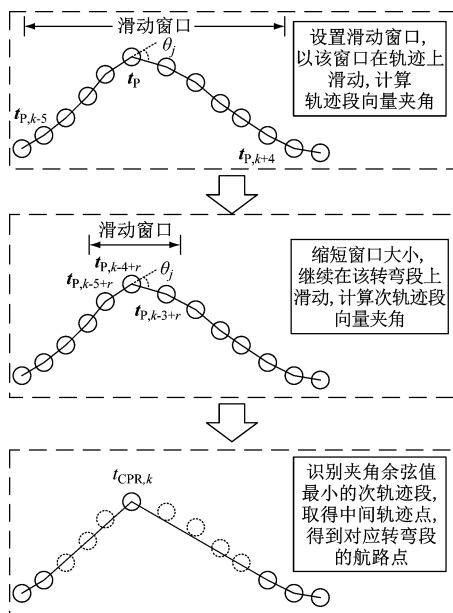 滑动窗口
θj
tP
tP,k-5
tP,k+4
设置滑动窗口,
以该窗口在轨迹上
滑动,计算
轨迹段向量夹角
滑动窗口
tP,k-4+r
θj
tP,k-5+r
tP,k-3+r
缩短窗口大小,
继续在该转弯段上
滑动,计算次轨迹段
向量夹角
tCPR,k
识别夹角余弦值
最小的次轨迹段,
取得中间轨迹点,
得到对应转弯段
的航路点